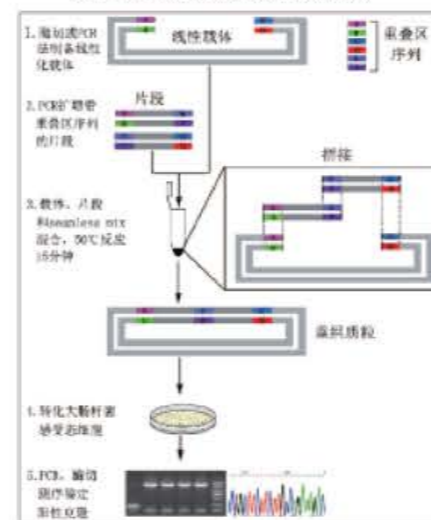 1.酶切或PCR
法制备线性
化载体
线性载体
重叠区
序列
2.PCR扩增带
重叠区序列
的片段
片段
拼接
3.载体、片段
和seamless mix
混合，50℃反应
15分钟
重组质粒
4.转化大肠杆菌
感受态细胞
5.PCR、酶切
测序鉴定
阳性克隆